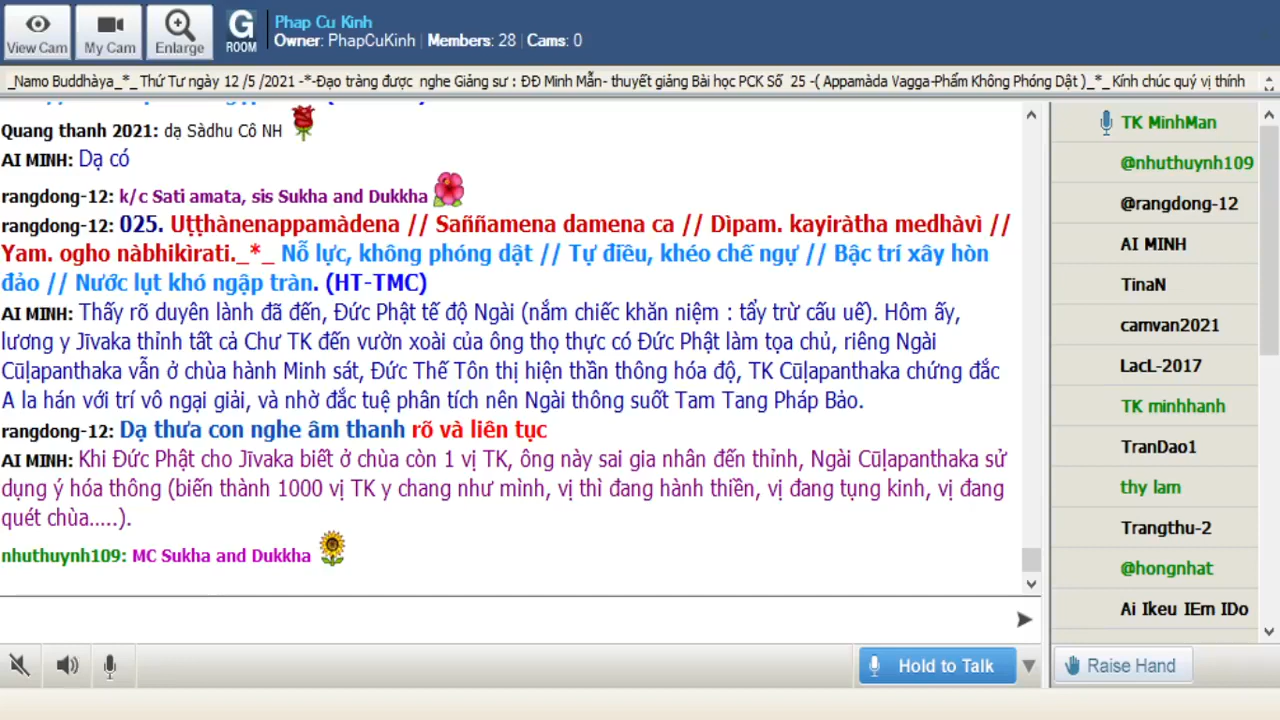 View Cam
My Cam
Enlarge
G
ROOM
Phap Cu Kinh
Owner: PhapCuKinh | Members: 28 | Cams: 0
_Namo Buddhàya_*_ Thứ Tư ngày 12 /5 /2021 -*-Đạo tràng được nghe Giảng sư : ĐĐ Minh Mẫn- thuyết giảng Bài học PCK Số 25 -( Appamàda Vagga-Phẩm Không Phóng Dật )_*_Kính chúc quý vị thính
Quang thanh 2021: dạ Sàdhu Cô NH
AI MINH: Dạ có
rangdong-12: k/c Sati amata, sis Sukha and Dukkha
rangdong-12: 025. Uṭṭhànenappamàdena // Saññamena damena ca // Dìpam. kayiràtha medhàvì //
Yam. ogho nàbhikìrati._*_ Nỗ lực, không phóng dật // Tự điều, khéo chế ngự // Bậc trí xây hòn
đảo // Nước lụt khó ngập tràn. (HT-TMC)
AI MINH: Thấy rõ duyên lành đã đến, Đức Phật tế độ Ngài (nắm chiếc khăn niệm : tẩy trừ cấu uế). Hôm ấy,
lương y Jīvaka thỉnh tất cả Chư TK đến vườn xoài của ông thọ thực có Đức Phật làm tọa chủ, riêng Ngài
Cūḷapanthaka vẫn ở chùa hành Minh sát, Đức Thế Tôn thị hiện thần thông hóa độ, TK Cūḷapanthaka chứng đắc
A la hán với trí vô ngại giải, và nhờ đắc tuệ phân tích nên Ngài thông suốt Tam Tang Pháp Bảo.
rangdong-12: Dạ thưa con nghe âm thanh rõ và liên tục
AI MINH: Khi Đức Phật cho Jīvaka biết ở chùa còn 1 vị TK, ông này sai gia nhân đến thỉnh, Ngài Cūḷapanthaka sử
dụng ý hóa thông (biến thành 1000 vị TK y chang như mình, vị thì đang hành thiền, vị đang tụng kinh, vị đang
quét chùa.....).
nhuthuynh109: MC Sukha and Dukkha
TK MinhMan
@nhuthuynh109
@rangdong-12
AI MINH
TinaN
camvan2021
LacL-2017
TK minhhanh
TranDao1
thy lam
Trangthu-2
@hongnhat
Ai Ikeu IEm IDo
Hold to Talk
Raise Hand